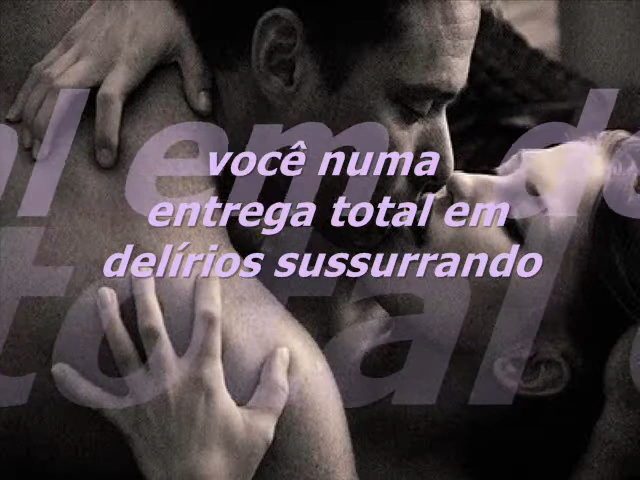 você numa
entrega total em
delírios sussurrando